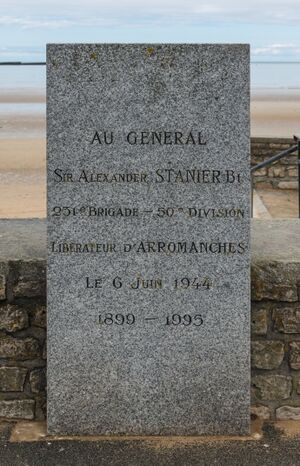 AU GENERAL
SIR ALEXANDER STANIER Bt
231e BRIGADE – 50e DIVISION
LIBERATEUR D'ARROMANCHES
LE 6 JUIN 1944
1899 – 1995